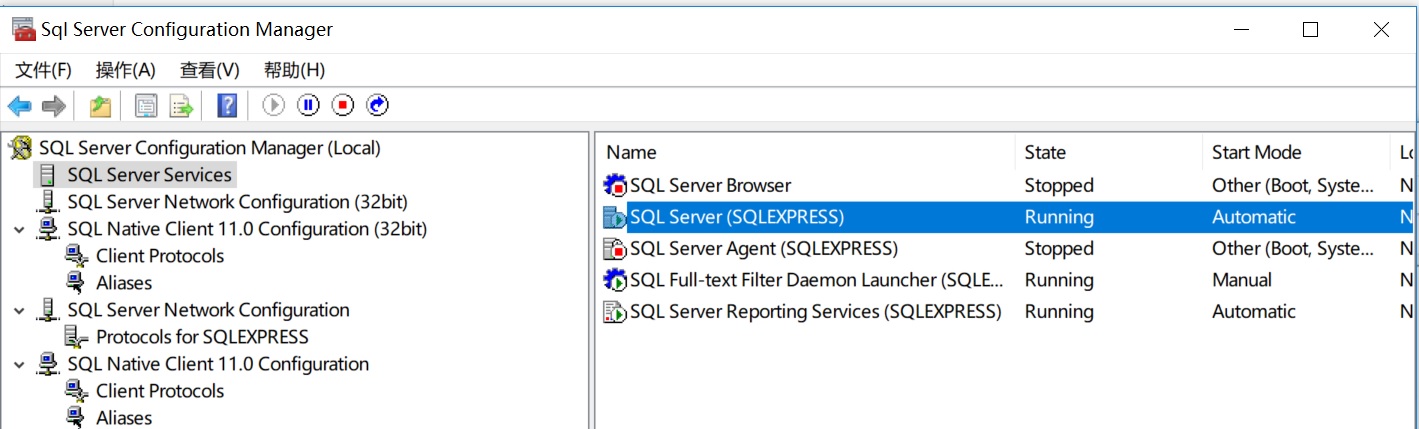 Sql Server Configuration Manager
文件(F) 操作(A) 查看(V) 帮助(H)
SQL Server Configuration Manager (Local)
SQL Server Services
SQL Server Network Configuration (32bit)
SQL Native Client 11.0 Configuration (32bit)
Client Protocols
Aliases
SQL Server Network Configuration
Protocols for SQLEXPRESS
SQL Native Client 11.0 Configuration
Client Protocols
Aliases
Name State Start Mode Lo
SQL Server Browser Stopped Other (Boot, Syste... N
SQL Server (SQLEXPRESS) Running Automatic N
SQL Server Agent (SQLEXPRESS) Stopped Other (Boot, Syste... N
SQL Full-text Filter Daemon Launcher (SQLE... Running Manual N
SQL Server Reporting Services (SQLEXPRESS) Running Automatic N